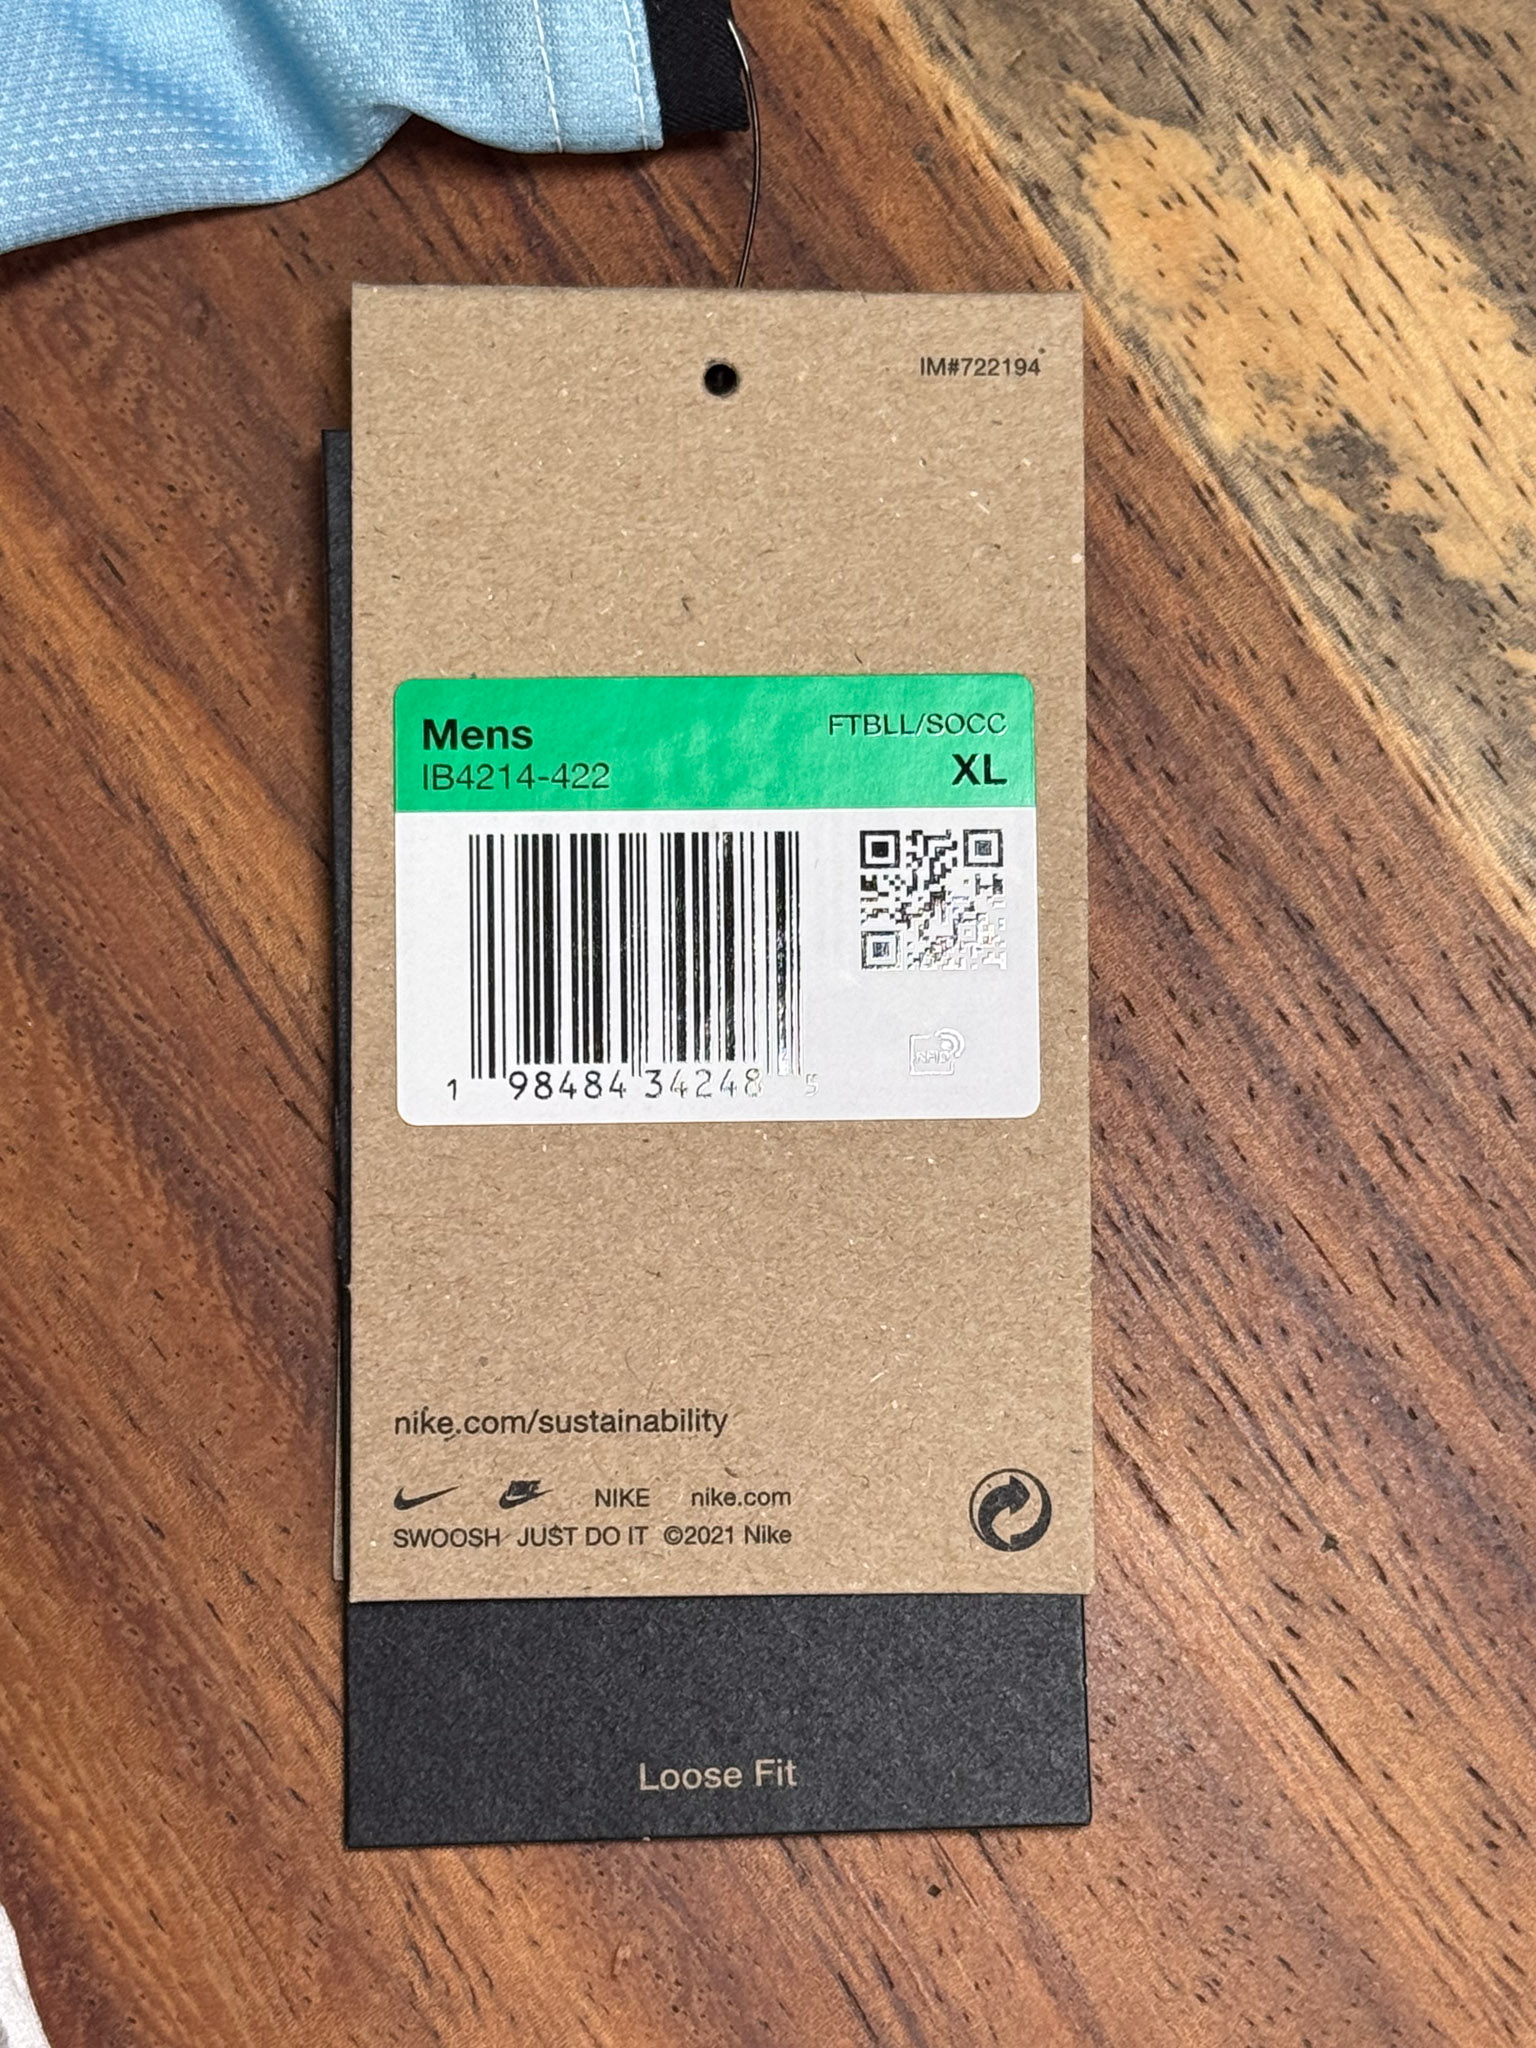 IM#722194
Mens
FTBLL/SOCC
IB4214-422
XL
1 98484 34248 5
RFID
nike.com/sustainability
NIKE nike.com
SWOOSH JUST DO IT ©2021 Nike
Loose Fit